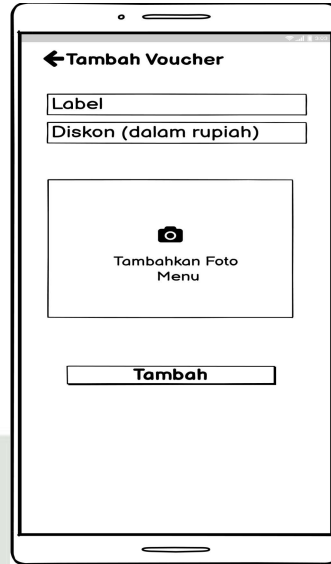 Tambah Voucher
Label
Diskon (dalam rupiah)
Tambahkan Foto
Menu
Tambah